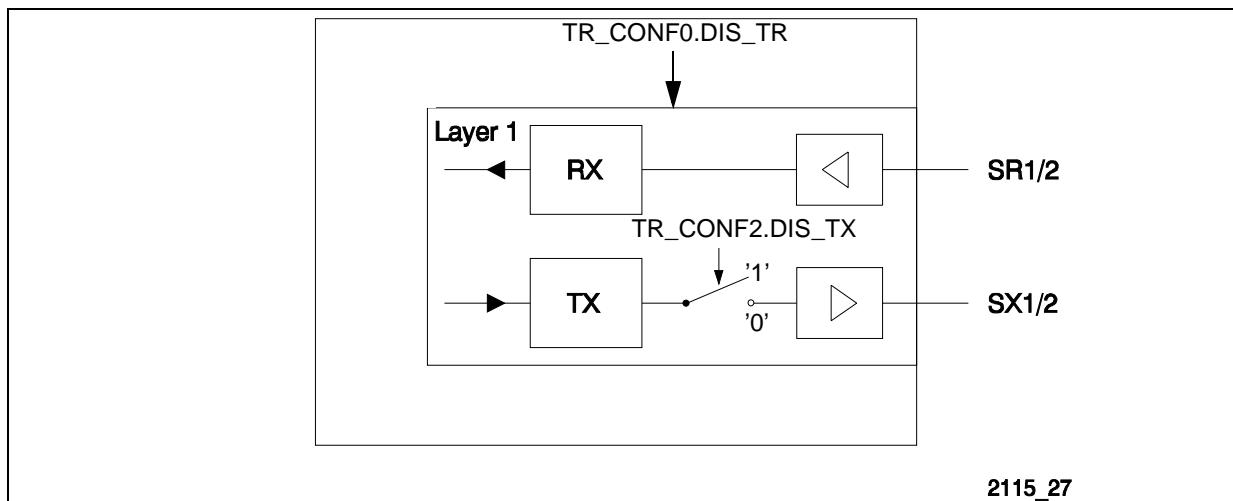 TR_CONF0.DIS_TR
Layer 1
RX
SR1/2
TR_CONF2.DIS_TX
'1'
TX
'0'
SX1/2
2115_27